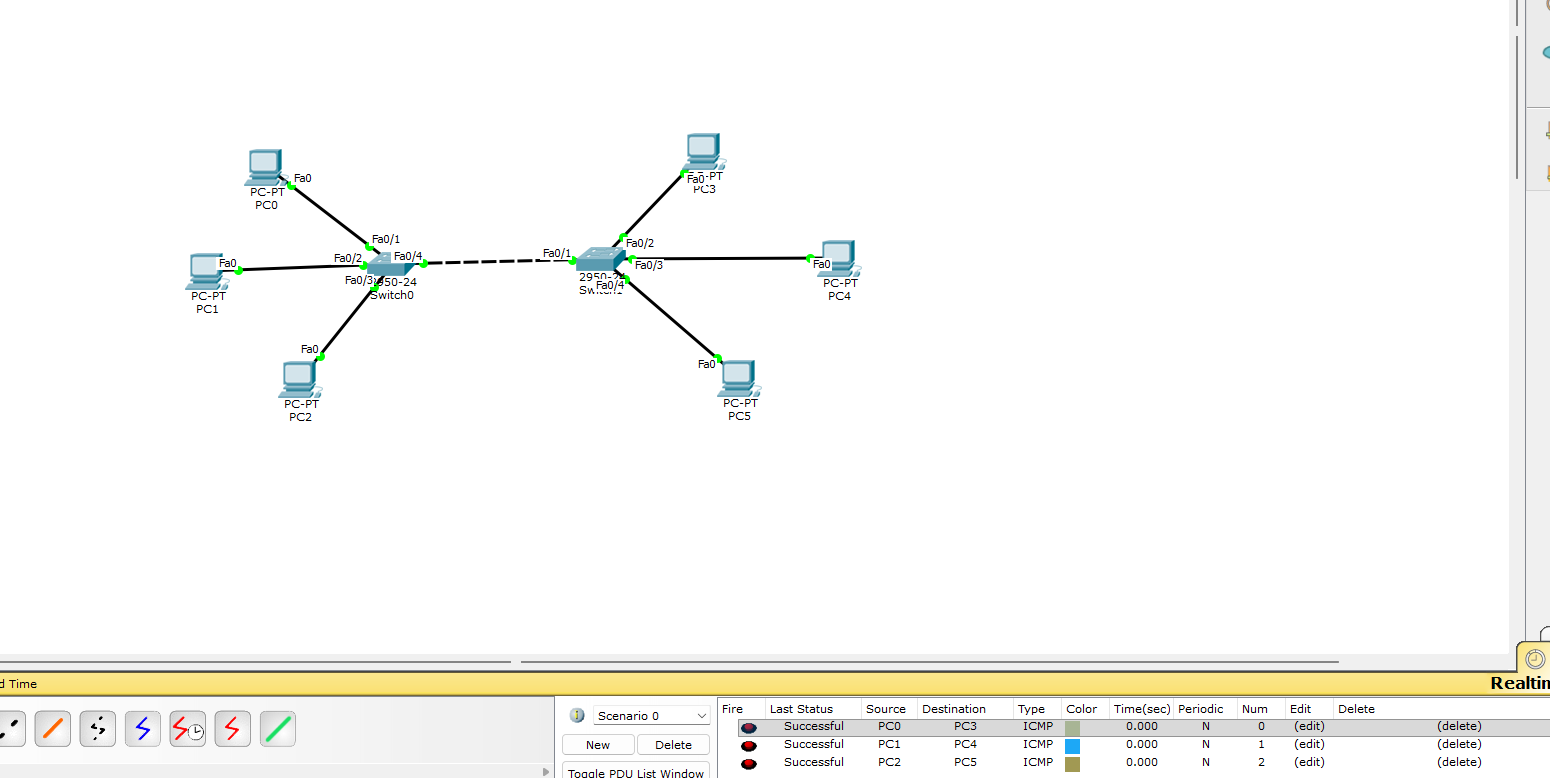 Fa0
PC-PT
PC0
Fa0
PC-PT
PC1
Fa0
PC-PT
PC2
Fa0/1
Fa0/2
Fa0/4
Fa0/3
2950-24
Switch0
Fa0/1
Fa0/2
Fa0/3
2950-24
Switch1
Fa0/4
Fa0
PC-PT
PC3
Fa0
PC-PT
PC4
Fa0
PC-PT
PC5
d Time
Realtim
Scenario 0
New Delete
Toggle PDU List Window
Fire Last Status Source Destination Type Color Time(sec) Periodic Num Edit Delete
Successful PC0 PC3 ICMP 0.000 N 0 (edit) (delete)
Successful PC1 PC4 ICMP 0.000 N 1 (edit) (delete)
Successful PC2 PC5 ICMP 0.000 N 2 (edit) (delete)